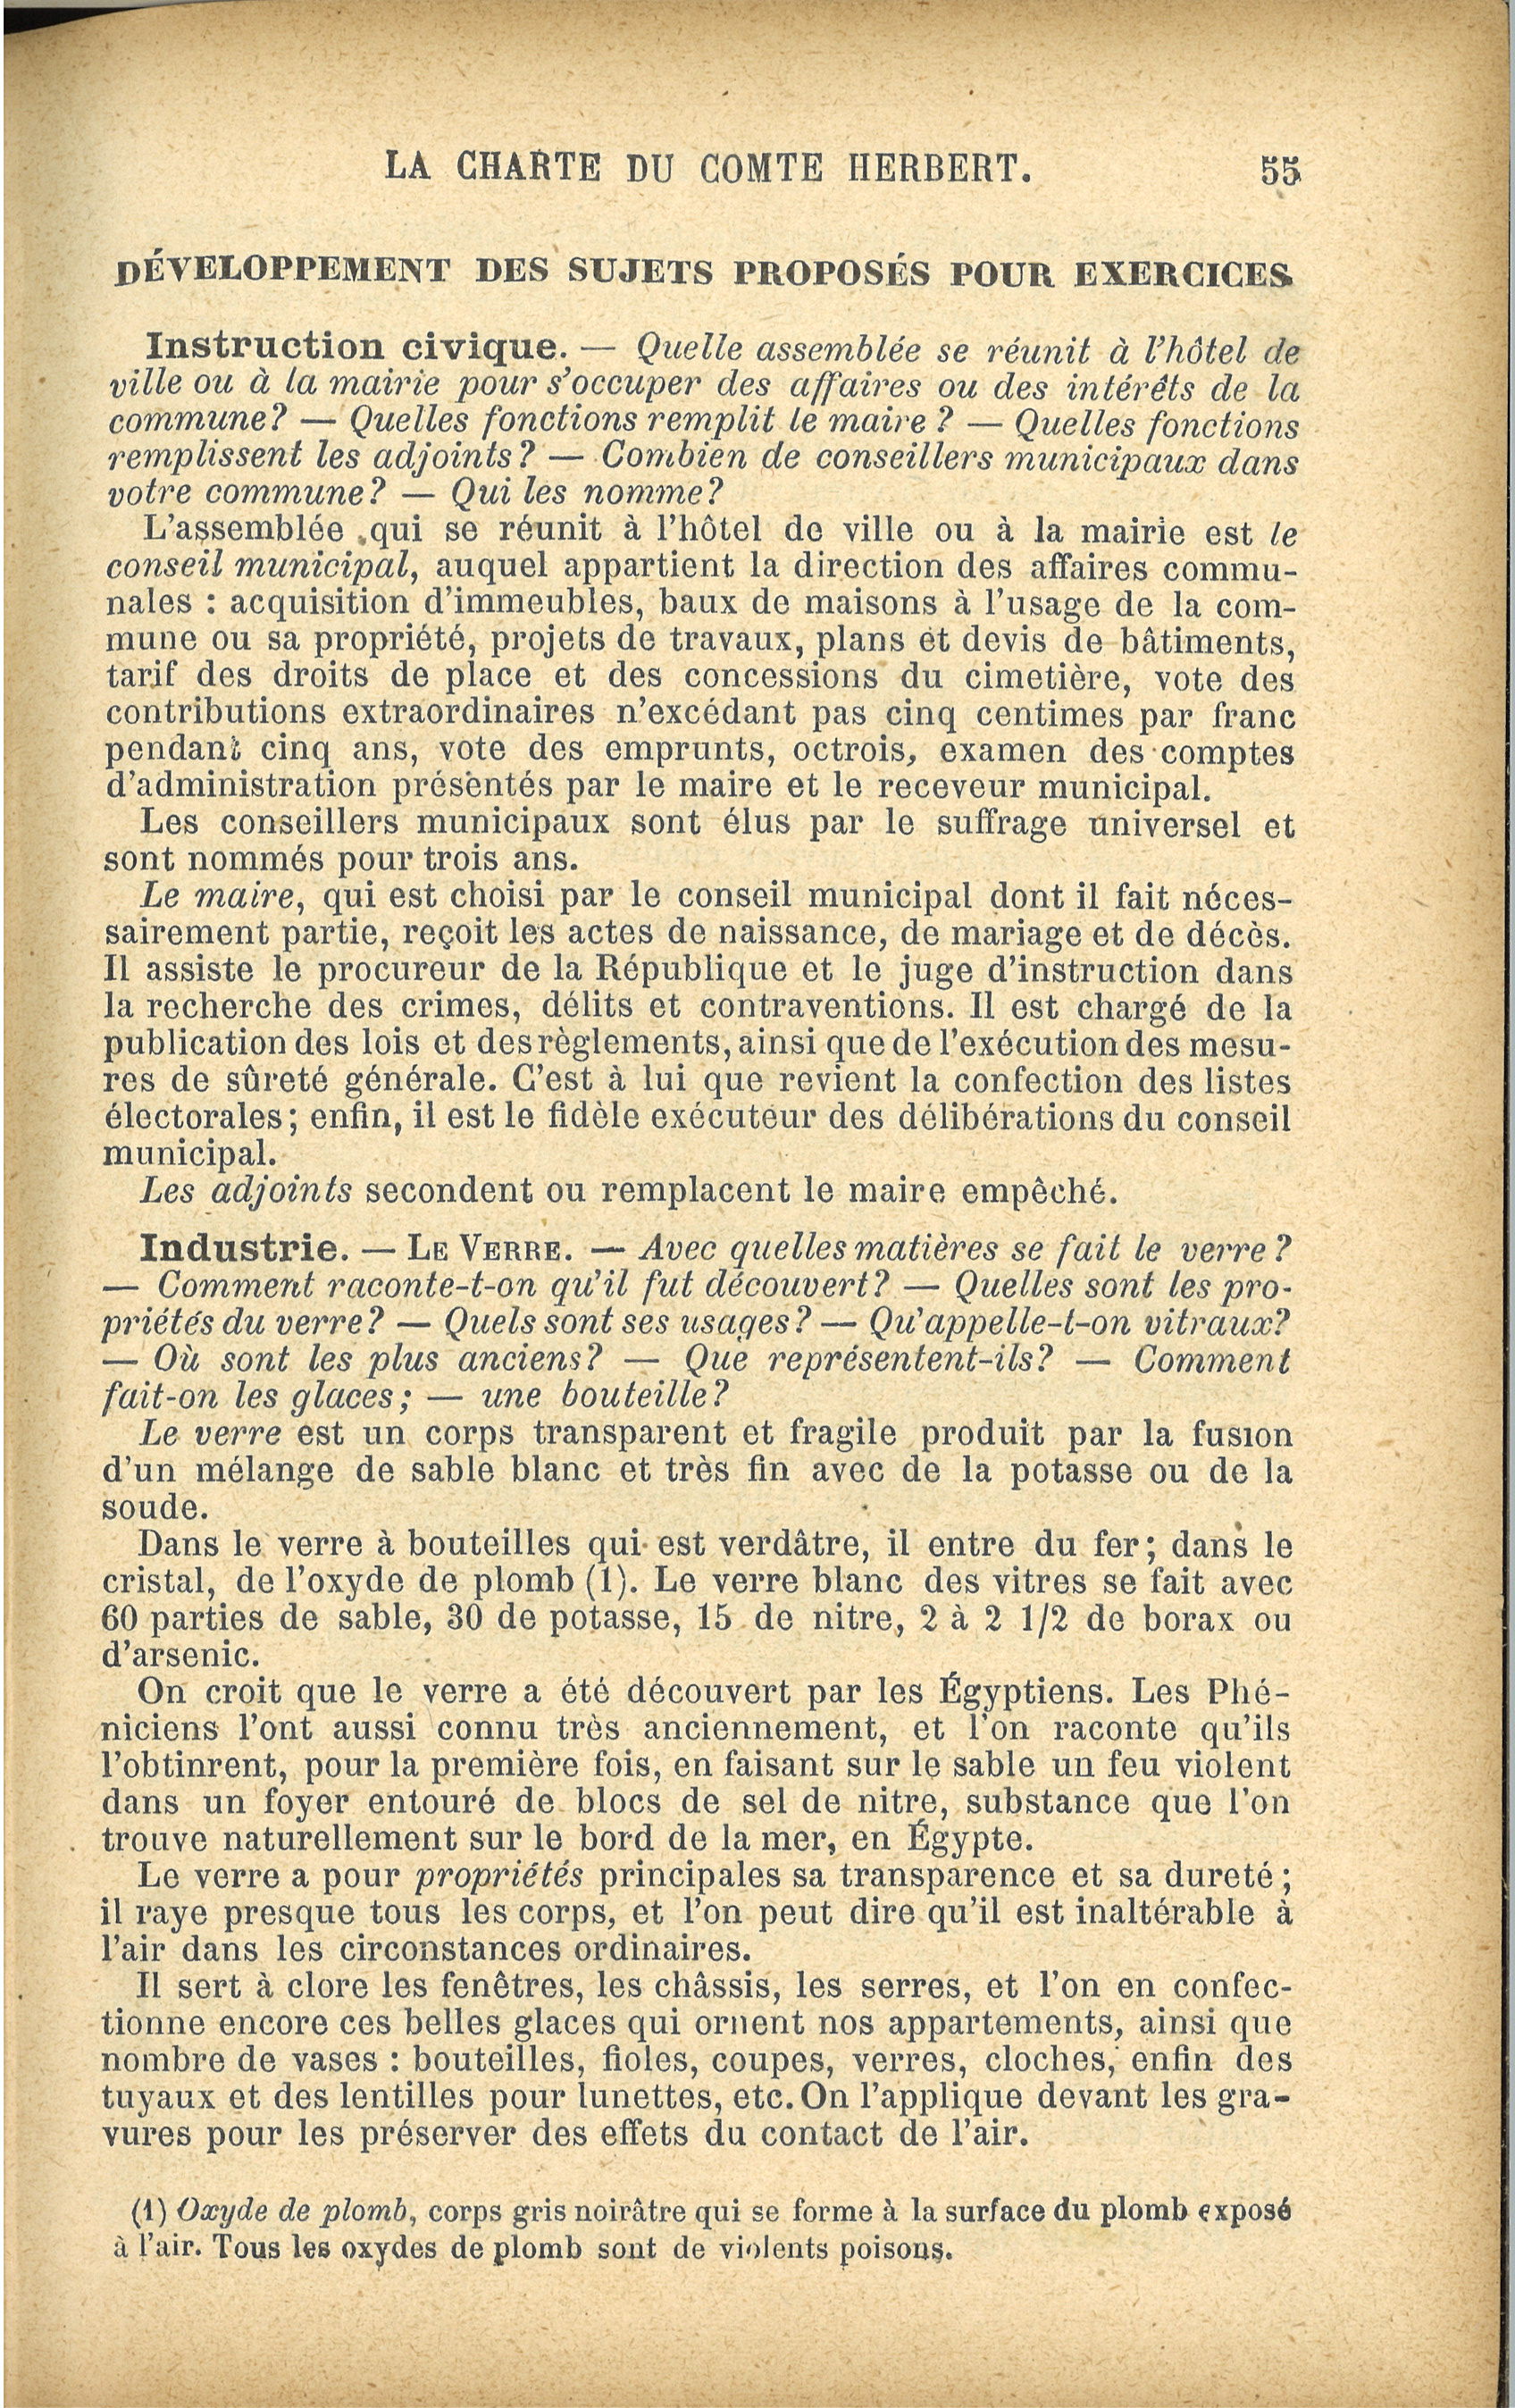 LA CHARTE DU COMTE HERBERT. 55
DÉVELOPPEMENT DES SUJETS PROPOSÉS POUR EXERCICES
Instruction civique. — Quelle assemblée se réunit à l'hôtel de
ville ou à la mairie pour s'occuper des affaires ou des intérêts de la
commune? — Quelles fonctions remplit le maire? — Quelles fonctions
remplissent les adjoints? — Combien de conseillers municipaux dans
votre commune? — Qui les nomme?
L'assemblée qui se réunit à l'hôtel de ville ou à la mairie est le
conseil municipal, auquel appartient la direction des affaires commu-
nales : acquisition d'immeubles, baux de maisons à l'usage de la com-
mune ou sa propriété, projets de travaux, plans et devis de bâtiments,
tarif des droits de place et des concessions du cimetière, vote des
contributions extraordinaires n'excédant pas cinq centimes par franc
pendant cinq ans, vote des emprunts, octrois, examen des comptes
d'administration présentés par le maire et le receveur municipal.
Les conseillers municipaux sont élus par le suffrage universel et
sont nommés pour trois ans.
Le maire, qui est choisi par le conseil municipal dont il fait néces-
sairement partie, reçoit les actes de naissance, de mariage et de décès.
Il assiste le procureur de la République et le juge d'instruction dans
la recherche des crimes, délits et contraventions. Il est chargé de la
publication des lois et des règlements, ainsi que de l'exécution des mesu-
res de sûreté générale. C'est à lui que revient la confection des listes
électorales; enfin, il est le fidèle exécuteur des délibérations du conseil
municipal.
Les adjoints secondent ou remplacent le maire empêché.
Industrie. — LE VERRE. — Avec quelles matières se fait le verre?
— Comment raconte-t-on qu'il fut découvert? — Quelles sont les pro-
priétés du verre? — Quels sont ses usages? — Qu'appelle-t-on vitraux?
— Où sont les plus anciens? — Que représentent-ils? — Comment
fait-on les glaces; — une bouteille?
Le verre est un corps transparent et fragile produit par la fusion
d'un mélange de sable blanc et très fin avec de la potasse ou de la
soude.
Dans le verre à bouteilles qui est verdâtre, il entre du fer; dans le
cristal, de l'oxyde de plomb (1). Le verre blanc des vitres se fait avec
60 parties de sable, 30 de potasse, 15 de nitre, 2 à 2 1/2 de borax ou
d'arsenic.
On croit que le verre a été découvert par les Égyptiens. Les Phé-
niciens l'ont aussi connu très anciennement, et l'on raconte qu'ils
l'obtinrent, pour la première fois, en faisant sur le sable un feu violent
dans un foyer entouré de blocs de sel de nitre, substance que l'on
trouve naturellement sur le bord de la mer, en Égypte.
Le verre a pour propriétés principales sa transparence et sa dureté;
il raye presque tous les corps, et l'on peut dire qu'il est inaltérable à
l'air dans les circonstances ordinaires.
Il sert à clore les fenêtres, les châssis, les serres, et l'on en confec-
tionne encore ces belles glaces qui ornent nos appartements, ainsi que
nombre de vases : bouteilles, fioles, coupes, verres, cloches, enfin des
tuyaux et des lentilles pour lunettes, etc. On l'applique devant les gra-
vures pour les préserver des effets du contact de l'air.
(1) Oxyde de plomb, corps gris noirâtre qui se forme à la surface du plomb exposé
à l'air. Tous les oxydes de plomb sont de violents poisons.